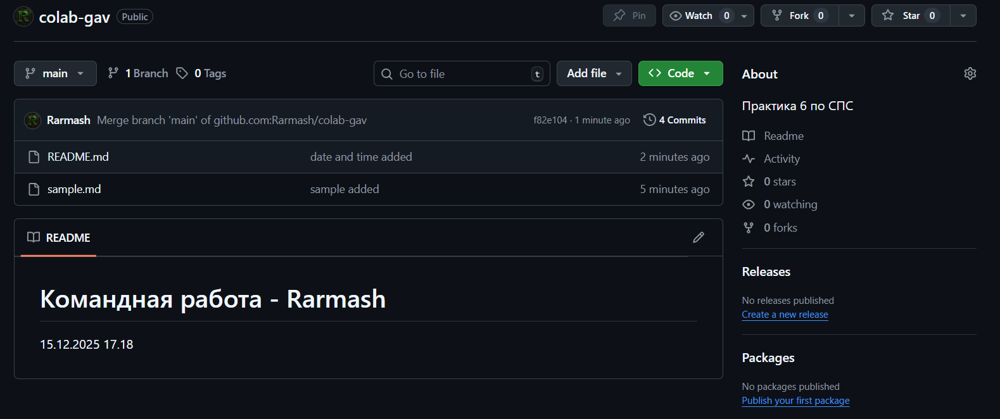 colab-gav Public Pin Watch 0 Fork 0 Star 0
main 1 Branch 0 Tags Go to file t Add file Code
Rarmash Merge branch 'main' of github.com:Rarmash/colab-gav f82e104 · 1 minute ago 4 Commits
README.md date and time added 2 minutes ago
sample.md sample added 5 minutes ago
README
Командная работа - Rarmash
15.12.2025 17.18
About
Практика 6 по СПС
Readme
Activity
0 stars
0 watching
0 forks
Releases
No releases published
Create a new release
Packages
No packages published
Publish your first package